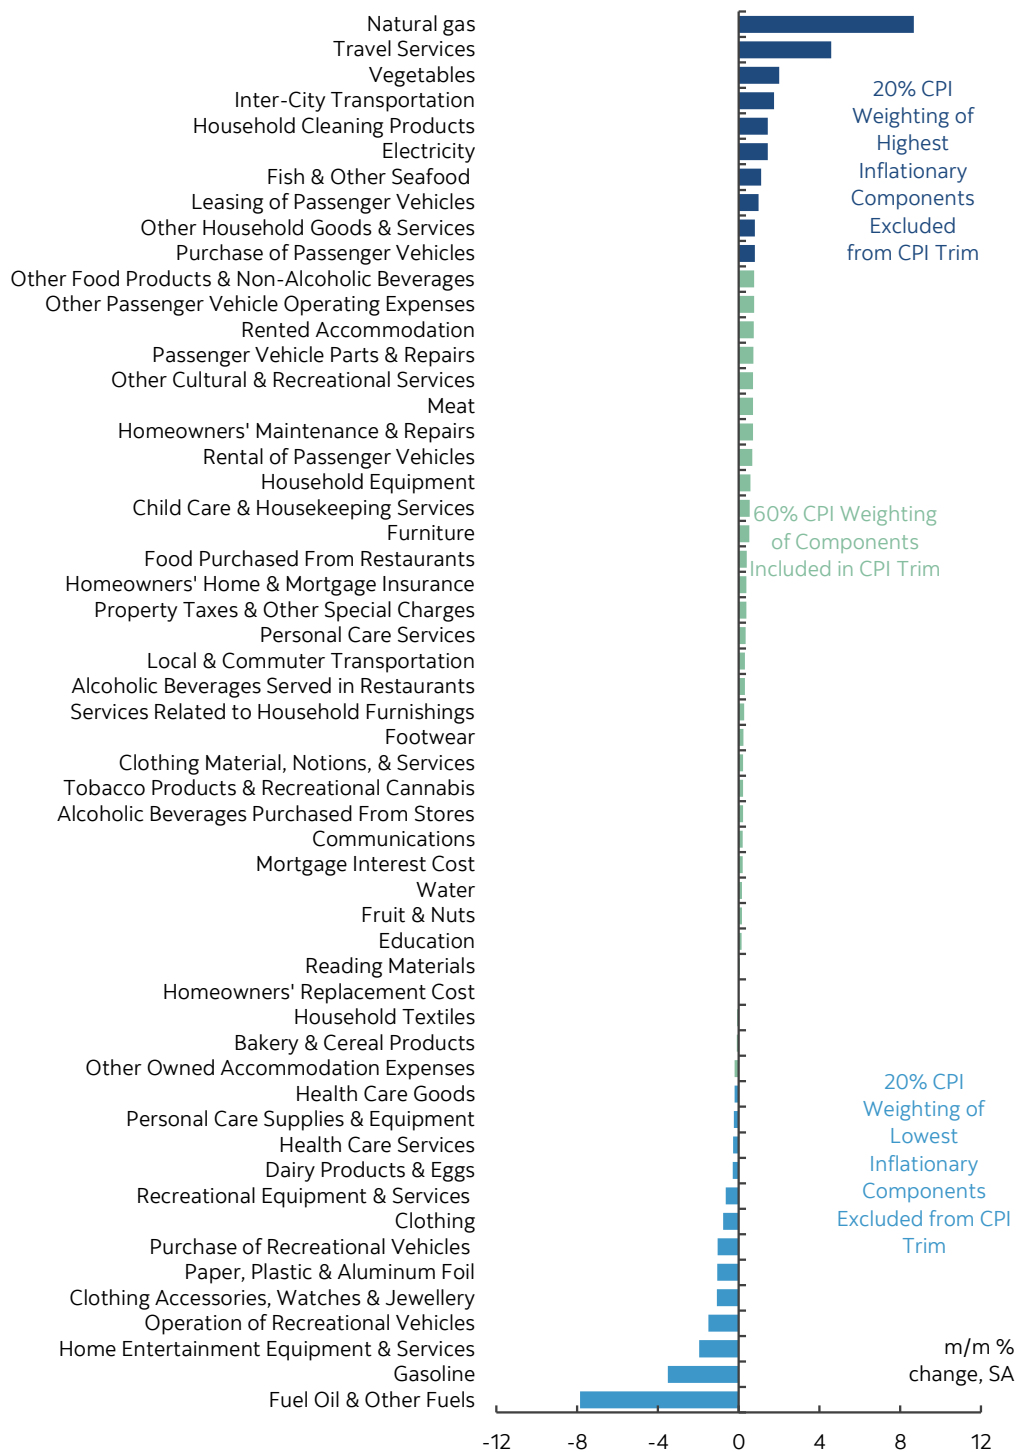 Natural gas
Travel Services
Vegetables
Inter-City Transportation
Household Cleaning Products
Electricity
Fish & Other Seafood
Leasing of Passenger Vehicles
Other Household Goods & Services
Purchase of Passenger Vehicles
Other Food Products & Non-Alcoholic Beverages
Other Passenger Vehicle Operating Expenses
Rented Accommodation
Passenger Vehicle Parts & Repairs
Other Cultural & Recreational Services
Meat
Homeowners' Maintenance & Repairs
Rental of Passenger Vehicles
Household Equipment
Child Care & Housekeeping Services
Furniture
Food Purchased From Restaurants
Homeowners' Home & Mortgage Insurance
Property Taxes & Other Special Charges
Personal Care Services
Local & Commuter Transportation
Alcoholic Beverages Served in Restaurants
Services Related to Household Furnishings
Footwear
Clothing Material, Notions, & Services
Tobacco Products & Recreational Cannabis
Alcoholic Beverages Purchased From Stores
Communications
Mortgage Interest Cost
Water
Fruit & Nuts
Education
Reading Materials
Homeowners' Replacement Cost
Household Textiles
Bakery & Cereal Products
Other Owned Accommodation Expenses
Health Care Goods
Personal Care Supplies & Equipment
Health Care Services
Dairy Products & Eggs
Recreational Equipment & Services
Clothing
Purchase of Recreational Vehicles
Paper, Plastic & Aluminum Foil
Clothing Accessories, Watches & Jewellery
Operation of Recreational Vehicles
Home Entertainment Equipment & Services
Gasoline
Fuel Oil & Other Fuels
20% CPI
Weighting of
Highest
Inflationary
Components
Excluded
from CPI Trim
60% CPI Weighting
of Components
Included in CPI Trim
20% CPI
Weighting of
Lowest
Inflationary
Components
Excluded from CPI
Trim
m/m %
change, SA
-12 -8 -4 0 4 8 12